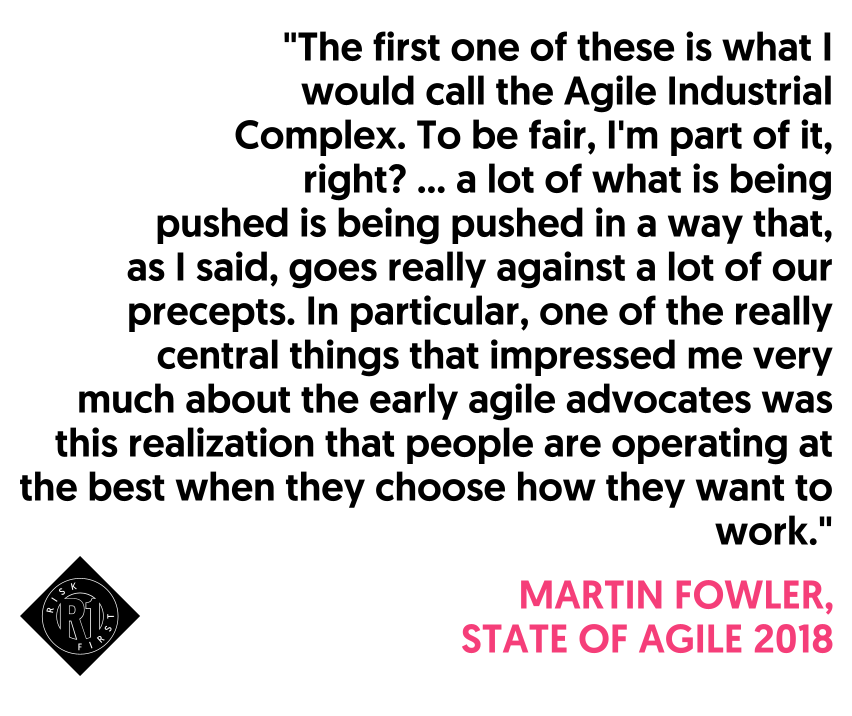 "The first one of these is what I
would call the Agile Industrial
Complex. To be fair, I'm part of it,
right? ... a lot of what is being
pushed is being pushed in a way that,
as I said, goes really against a lot of our
precepts. In particular, one of the really
central things that impressed me very
much about the early agile advocates was
this realization that people are operating at
the best when they choose how they want to
work."
MARTIN FOWLER,
STATE OF AGILE 2018
RISK
R1
FIRST